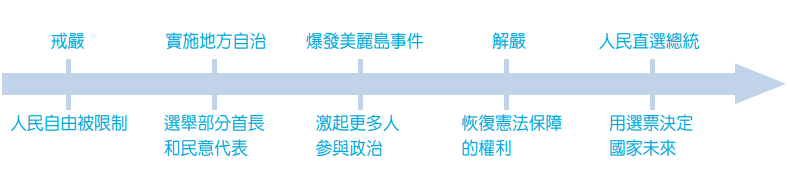 戒嚴
實施地方自治
爆發美麗島事件
解嚴
人民直選總統
人民自由被限制
選舉部分首長
和民意代表
激起更多人
參與政治
恢復憲法保障
的權利
用選票決定
國家未來